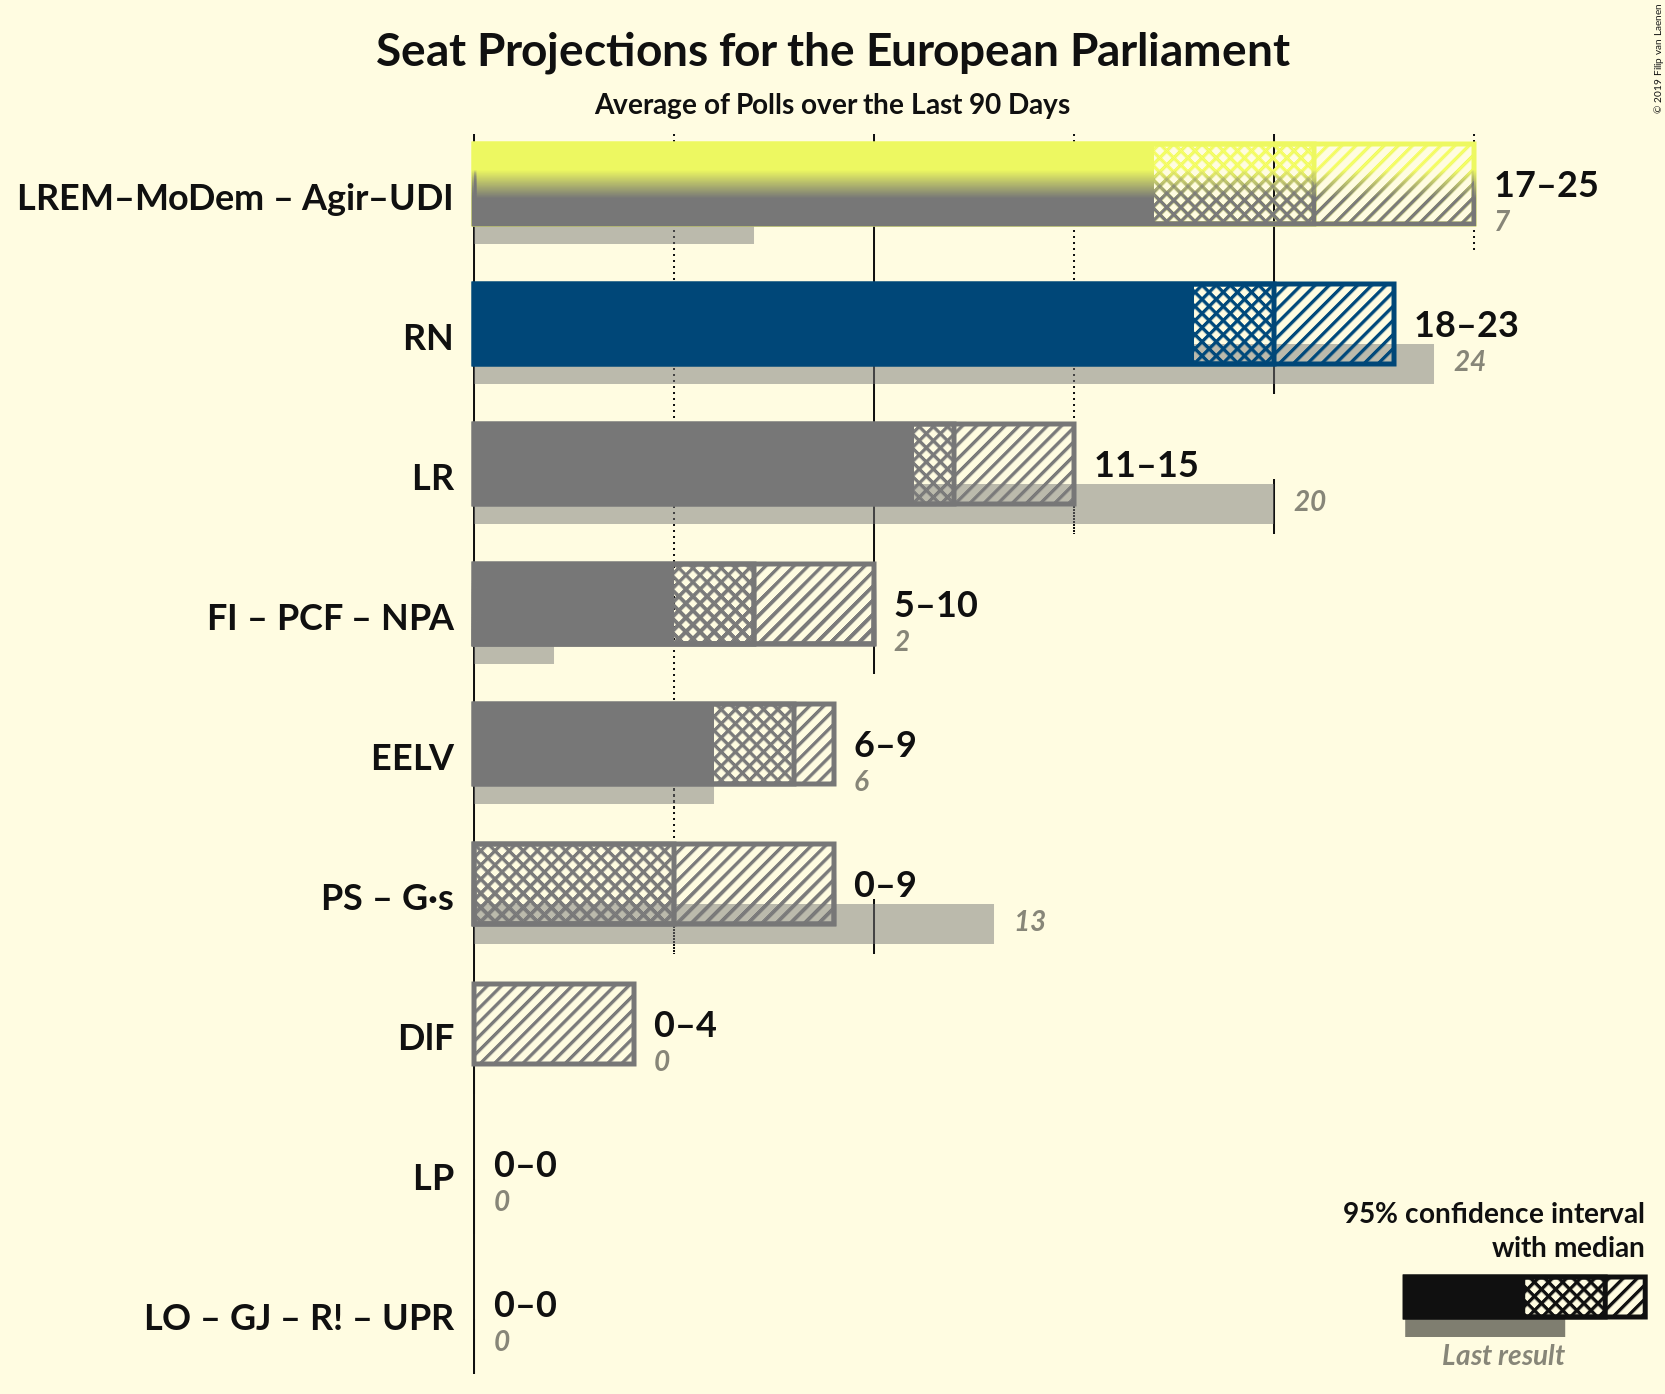 Seat Projections for the European Parliament
Average of Polls over the Last 90 Days
© 2019 Filip van Laenen
LREM–MoDem – Agir–UDI
17–25
7
RN
18–23
24
LR
11–15
20
FI – PCF – NPA
5–10
2
EELV
6–9
6
PS – G·s
0–9
13
DlF
0–4
0
LP
0–0
0
LO – GJ – R! – UPR
0–0
0
95% confidence interval
with median
Last result